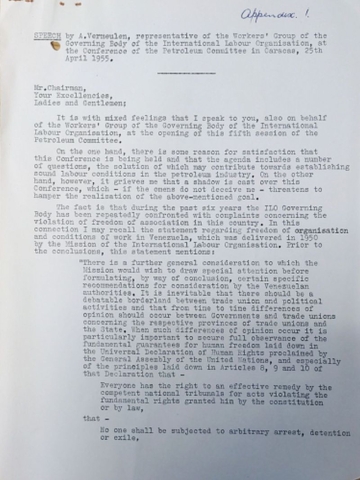 Appendix. 1.
SPEECH by A.Vermeulen, representative of the Workers' Group of the
Governing Body of the International Labour Organisation, at
the Conference of the Petroleum Committee in Caracas, 25th
April 1955.
Mr.Chairman,
Your Excellencies,
Ladies and Gentlemen;
It is with mixed feelings that I speak to you, also on behalf
of the Workers' Group of the Governing Body of the International
Labour Organisation, at the opening of this fifth session of the
Petroleum Committee.
On the one hand, there is some reason for satisfaction that
this Conference is being held and that the agenda includes a number
of questions, the solution of which may contribute towards establishing
sound labour conditions in the petroleum industry. On the other
hand, however, it grieves me that a shadow is cast over this
Conference, which - if the omens do not deceive me - threatens to
hamper the realisation of the above-mentioned goal.
The fact is that during the past six years the ILO Governing
Body has been repeatedly confronted with complaints concerning the
violation of freedom of association in this country. In this
connection I may recall the statement regarding freedom of organisation
and conditions of work in Venezuela, which was delivered in 1950
by the Mission of the International Labour Organisation. Prior to
the conclusions, this statement mentions:
"There is a further general consideration to which the
Mission would wish to draw special attention before
formulating, by way of conclusion, certain specific
recommendations for consideration by the Venezuelan
authorities. It is inevitable that there should be a
debatable borderland between trade union and political
activities and that from time to time differences of
opinion should occur between Governments and trade unions
concerning the respective provinces of trade unions and
the State. When such differences of opinion occur it is
particularly important to secure full observance of the
fundamental guarantees for human freedom laid down in
the Universal Declaration of Human Rights proclaimed by
the General Assembly of the United Nations, and especially
of the principles laid down in Articles 8, 9 and 10 of
that Declaration that -
Everyone has the right to an effective remedy by the
competent national tribunals for acts violating the
fundamental rights granted him by the constitution
or by law,
that -
No one shall be subjected to arbitrary arrest, detention
or exile,